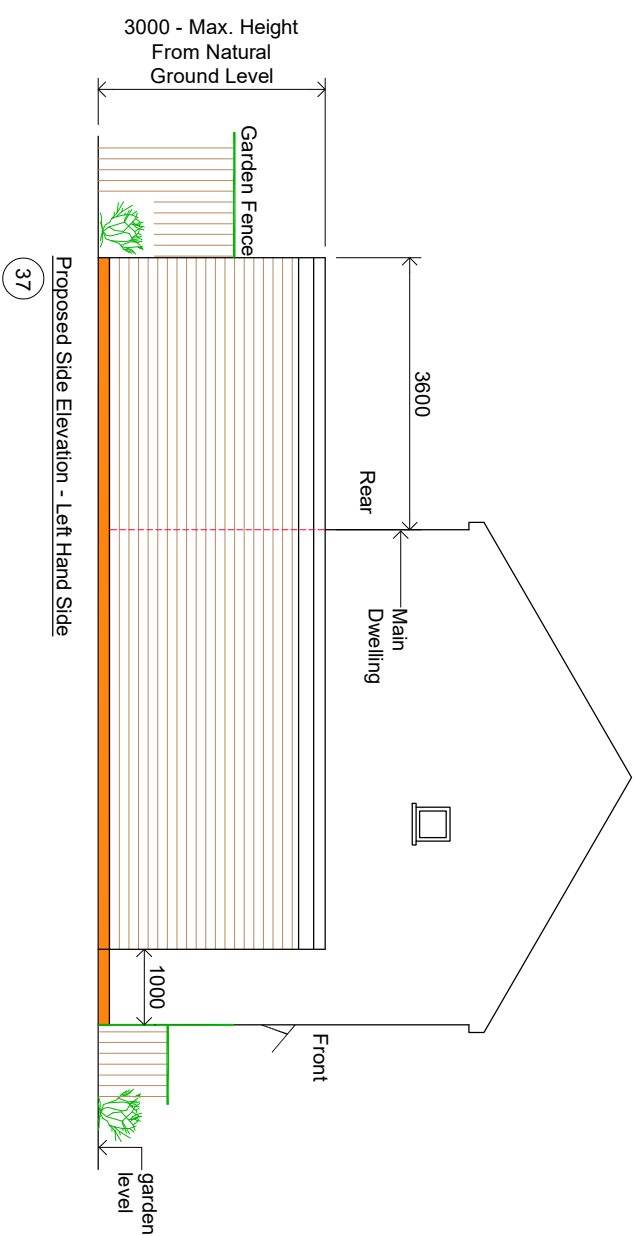 3000 - Max. Height
From Natural
Ground Level
Garden Fence
3600
Rear
Main
Dwelling
1000
Front
garden
level
Proposed Side Elevation - Left Hand Side
37